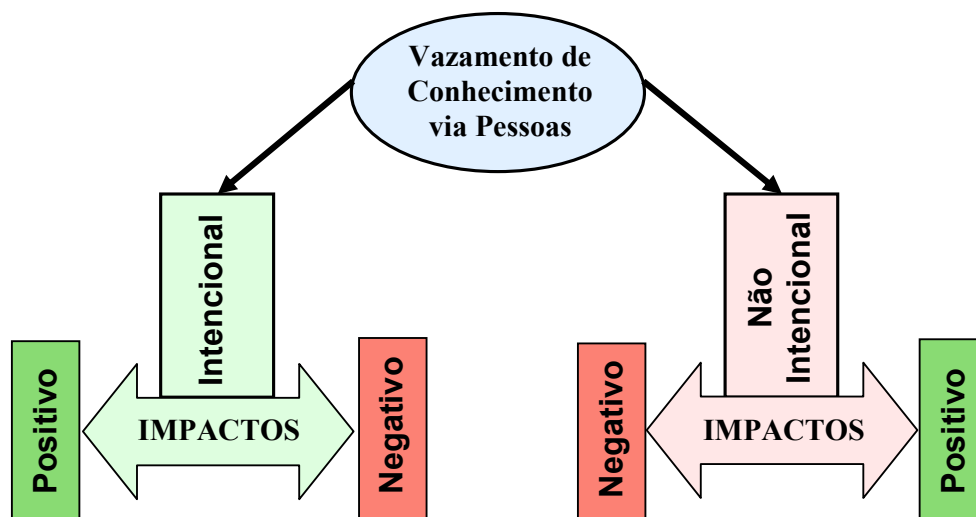 Vazamento de
Conhecimento
via Pessoas
Intencional
Positivo
IMPACTOS
Negativo
Não
Intencional
Negativo
IMPACTOS
Positivo